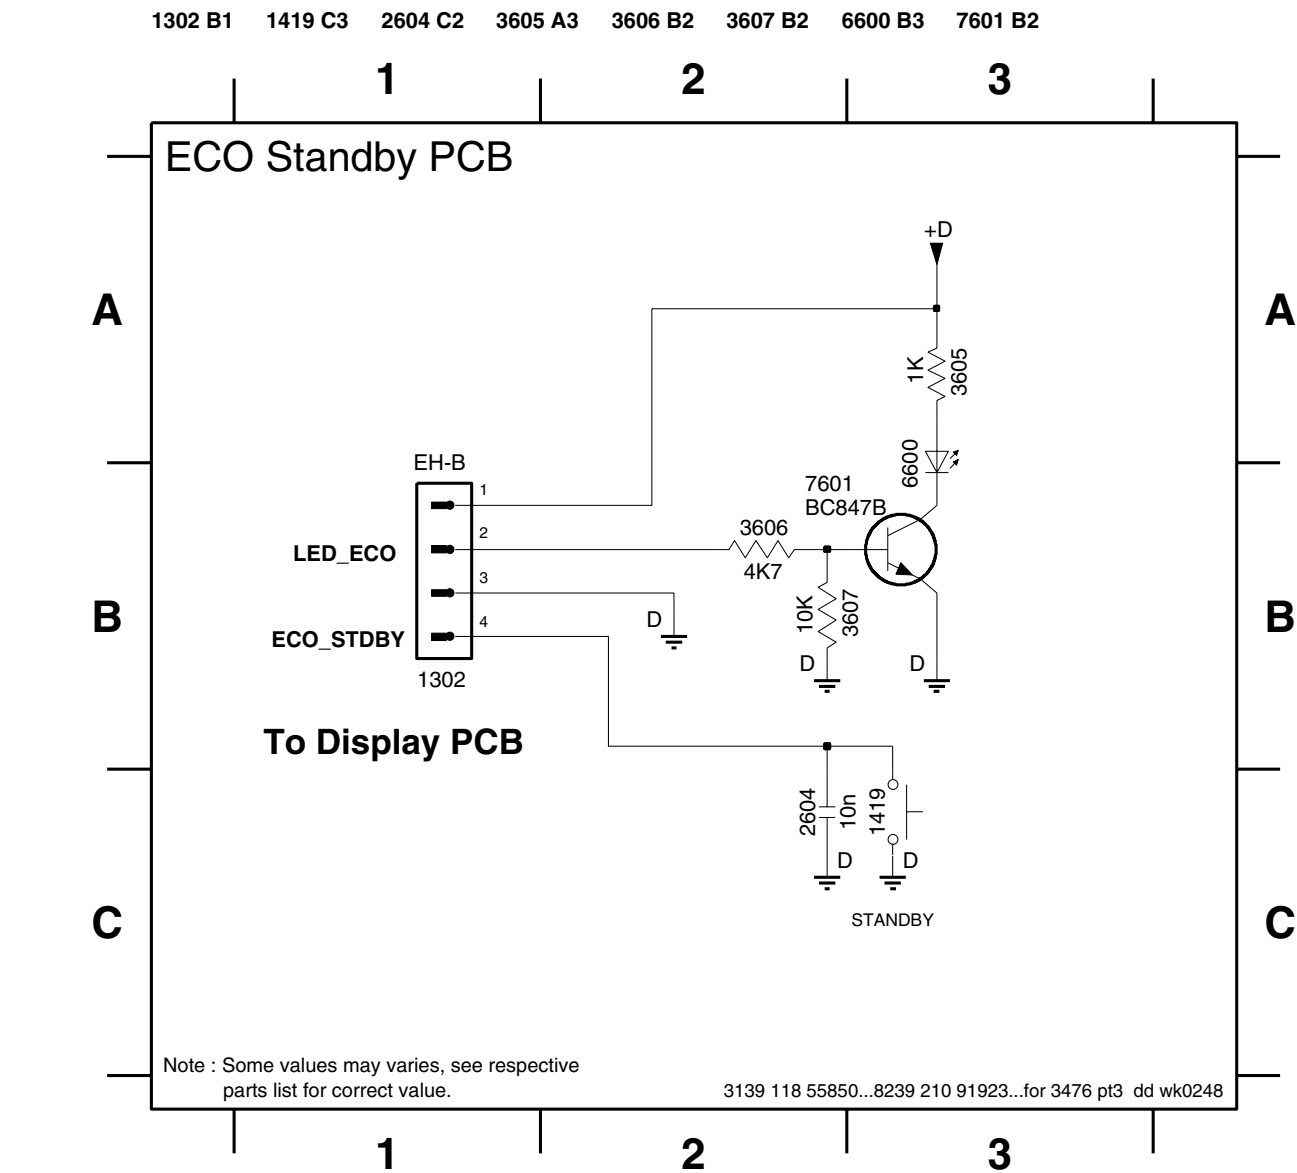 1302 B1 1419 C3 2604 C2 3605 A3 3606 B2 3607 B2 6600 B3 7601 B2
1 2 3
ECO Standby PCB
+D
A A
1K
3605
EH-B
6600
1
7601
BC847B
2
3606
LED_ECO
4K7
3
10K
3607
B D B
4
ECO_STDBY
D D
1302
To Display PCB
2604
10n
1419
D D
STANDBY
C C
Note : Some values may varies, see respective
parts list for correct value.
3139 118 55850...8239 210 91923...for 3476 pt3 dd wk0248
1 2 3